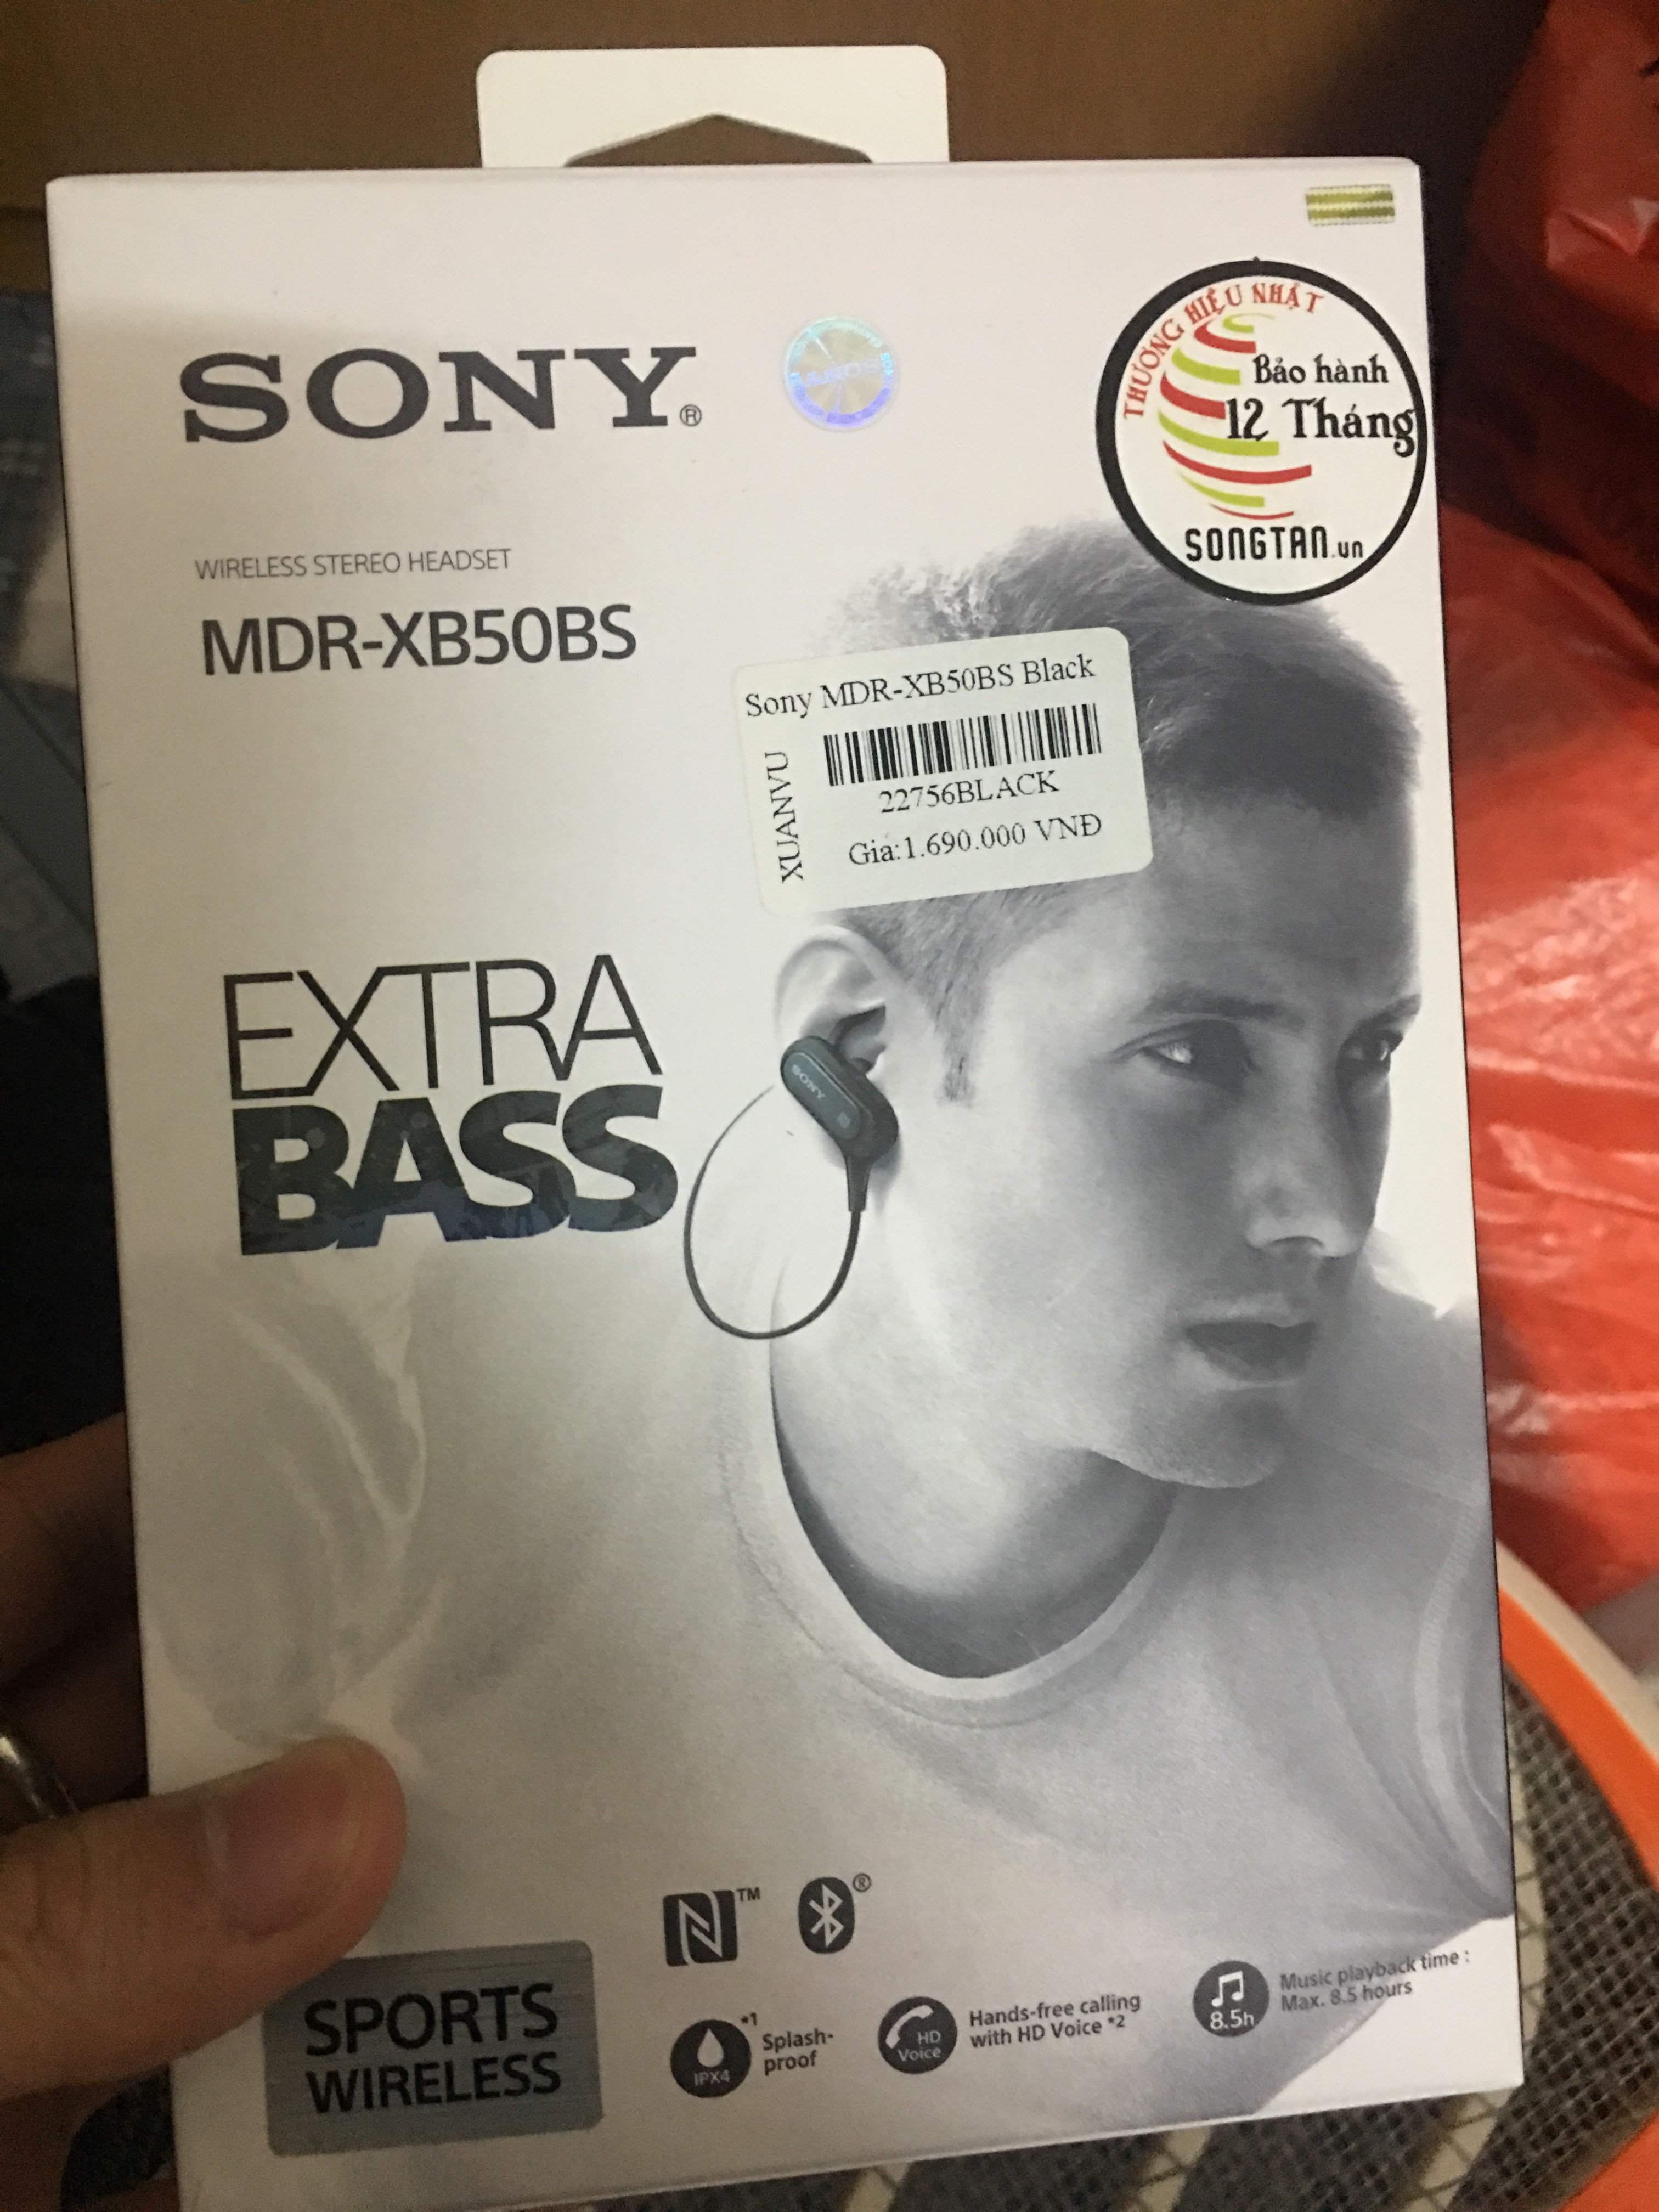 SONY®
THƯƠNG HIỆU NHẬT
Bảo hành
12 Tháng
SONGTAN.vn
WIRELESS STEREO HEADSET
MDR-XB50BS
Sony MDR-XB50BS Black
XUANVU
22756BLACK
Giá:1.690.000 VNĐ
EXTRA
BASS
SONY
N™
®
SPORTS
WIRELESS
IPX4
*1
Splash-
proof
HD
Voice
Hands-free calling
with HD Voice *2
8.5h
Music playback time :
Max. 8.5 hours